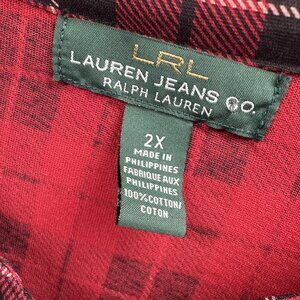 LRL
LAUREN JEANS CO.
RALPH LAUREN
2X
MADE IN
PHILIPPINES
FABRIQUE AUX
PHILIPPINES
100%COTTON/
COTON